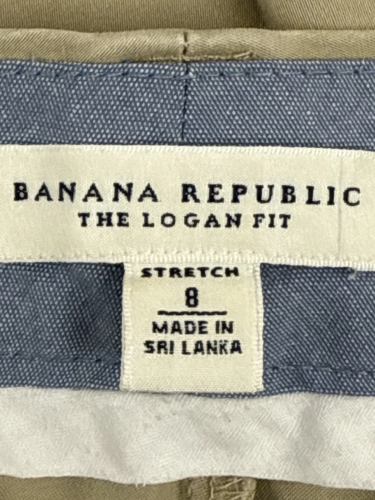 BANANA REPUBLIC
THE LOGAN FIT
STRETCH
8
MADE IN
SRI LANKA